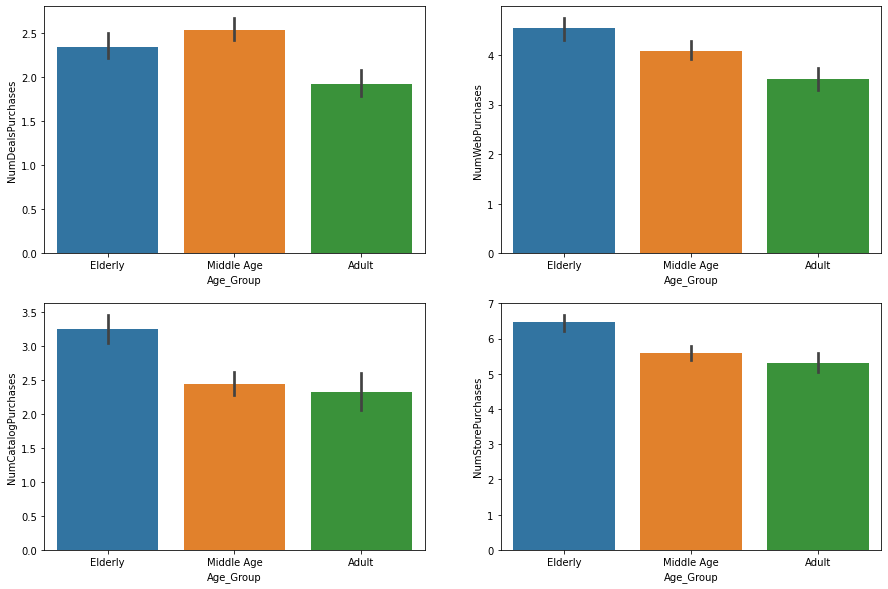 NumDealsPurchases
2.5
2.0
1.5
1.0
0.5
0.0
Elderly Middle Age Adult
Age_Group
NumWebPurchases
4
3
2
1
0
Elderly Middle Age Adult
Age_Group
NumCatalogPurchases
3.5
3.0
2.5
2.0
1.5
1.0
0.5
0.0
Elderly Middle Age Adult
Age_Group
NumStorePurchases
7
6
5
4
3
2
1
0
Elderly Middle Age Adult
Age_Group